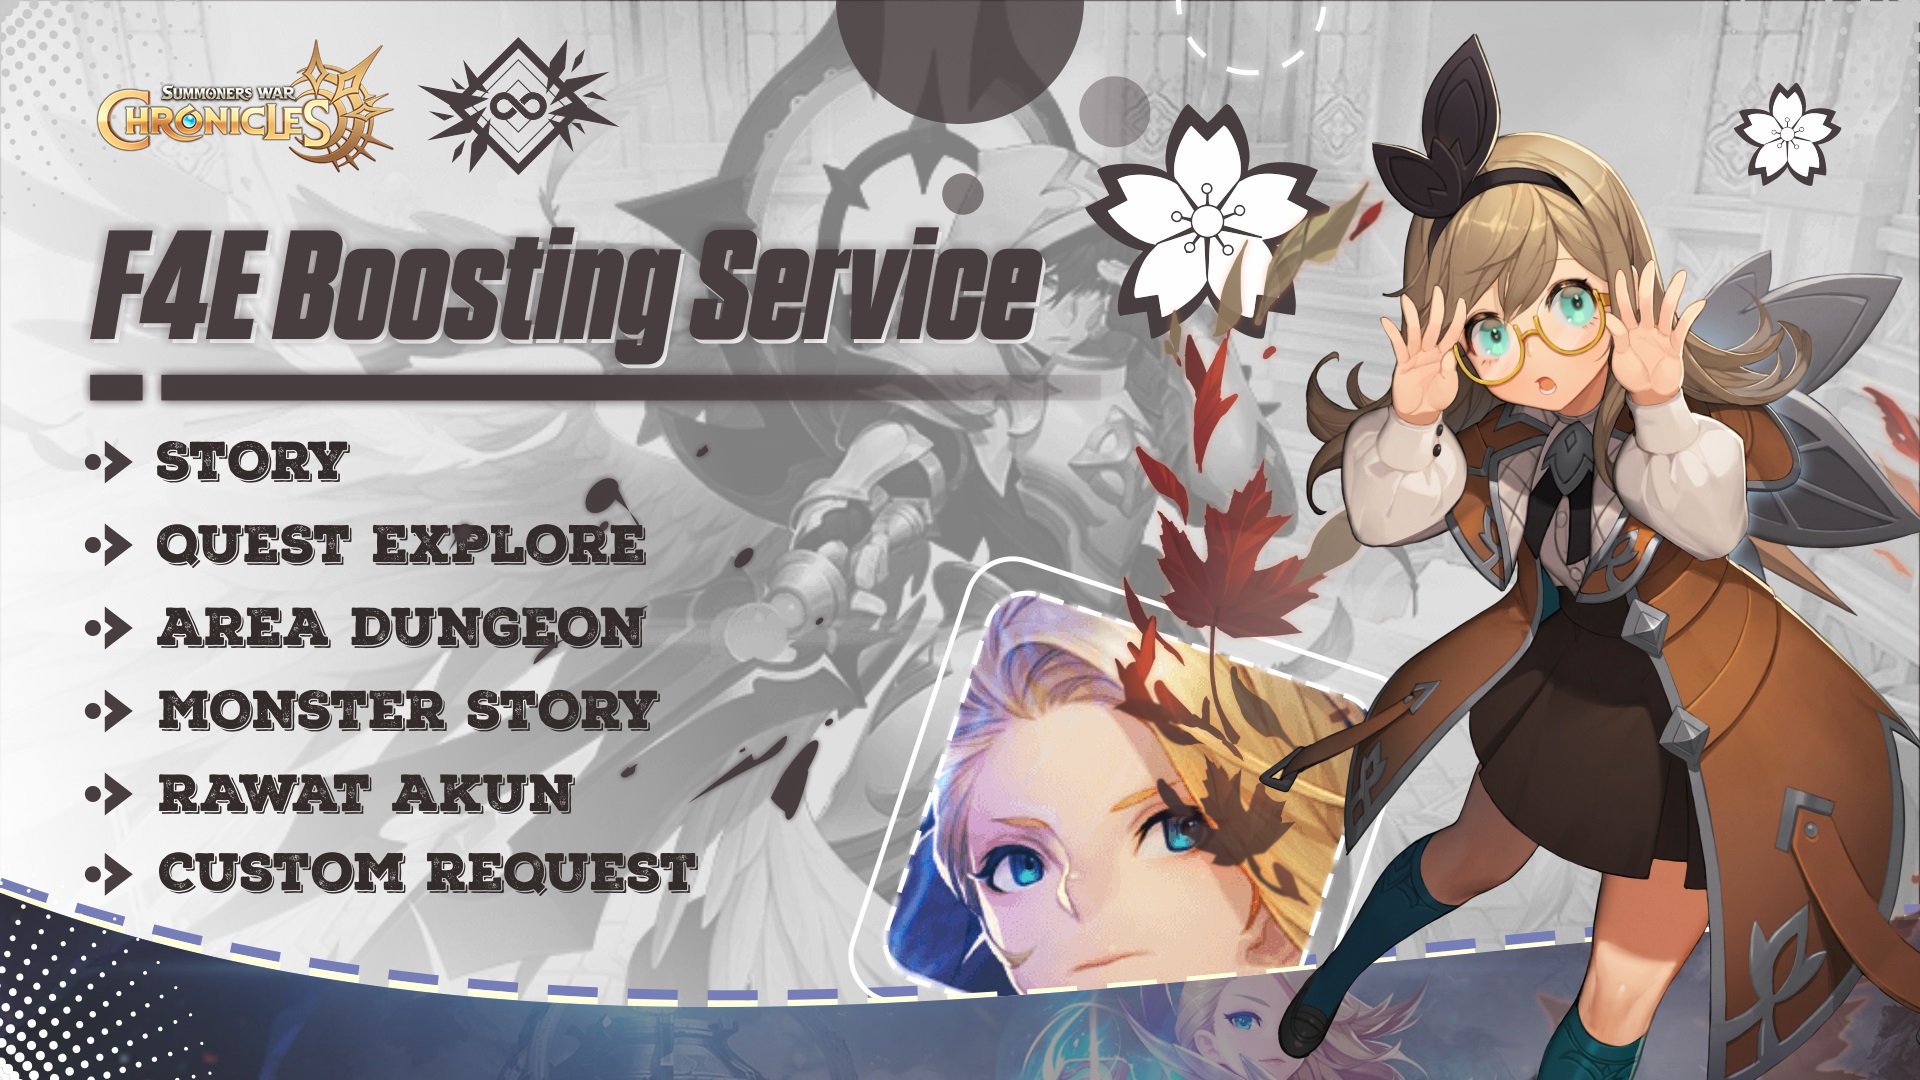 SUMMONERS WAR
CHRONICLES
F4E Boosting Service
STORY
QUEST EXPLORE
AREA DUNGEON
MONSTER STORY
RAWAT AKUN
CUSTOM REQUEST